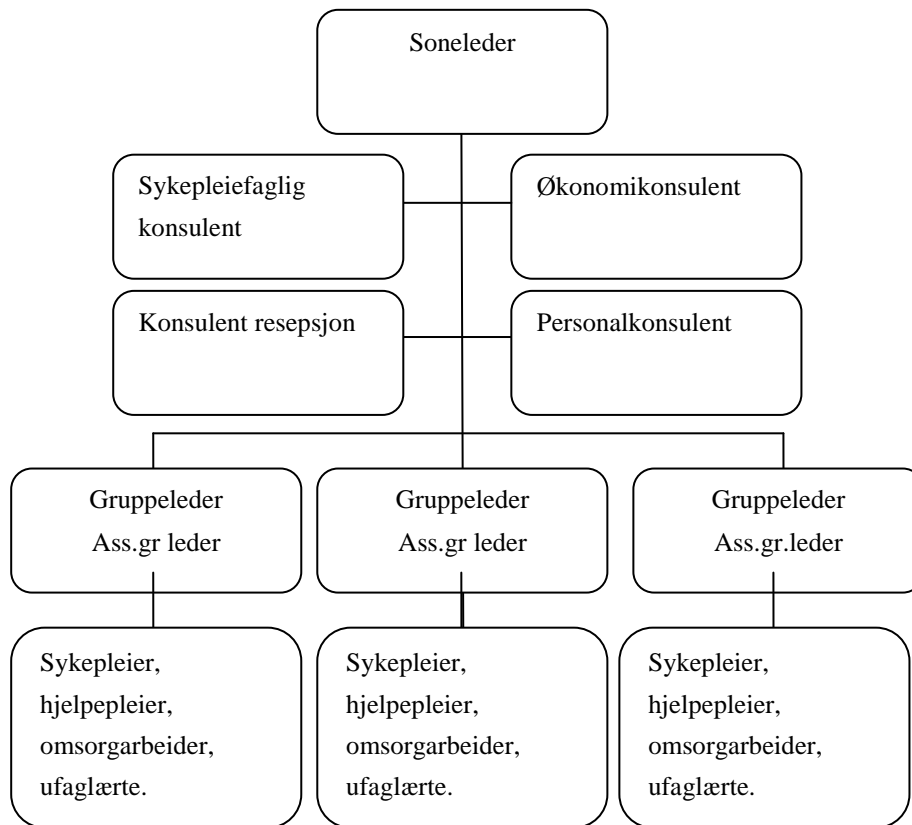 Soneleder
Sykepleiefaglig
konsulent
Økonomikonsulent
Konsulent resepsjon
Personalkonsulent
Gruppeleder
Ass.gr leder
Gruppeleder
Ass.gr leder
Gruppeleder
Ass.gr.leder
Sykepleier,
hjelpepleier,
omsorgarbeider,
ufaglærte.
Sykepleier,
hjelpepleier,
omsorgarbeider,
ufaglærte.
Sykepleier,
hjelpepleier,
omsorgarbeider,
ufaglærte.